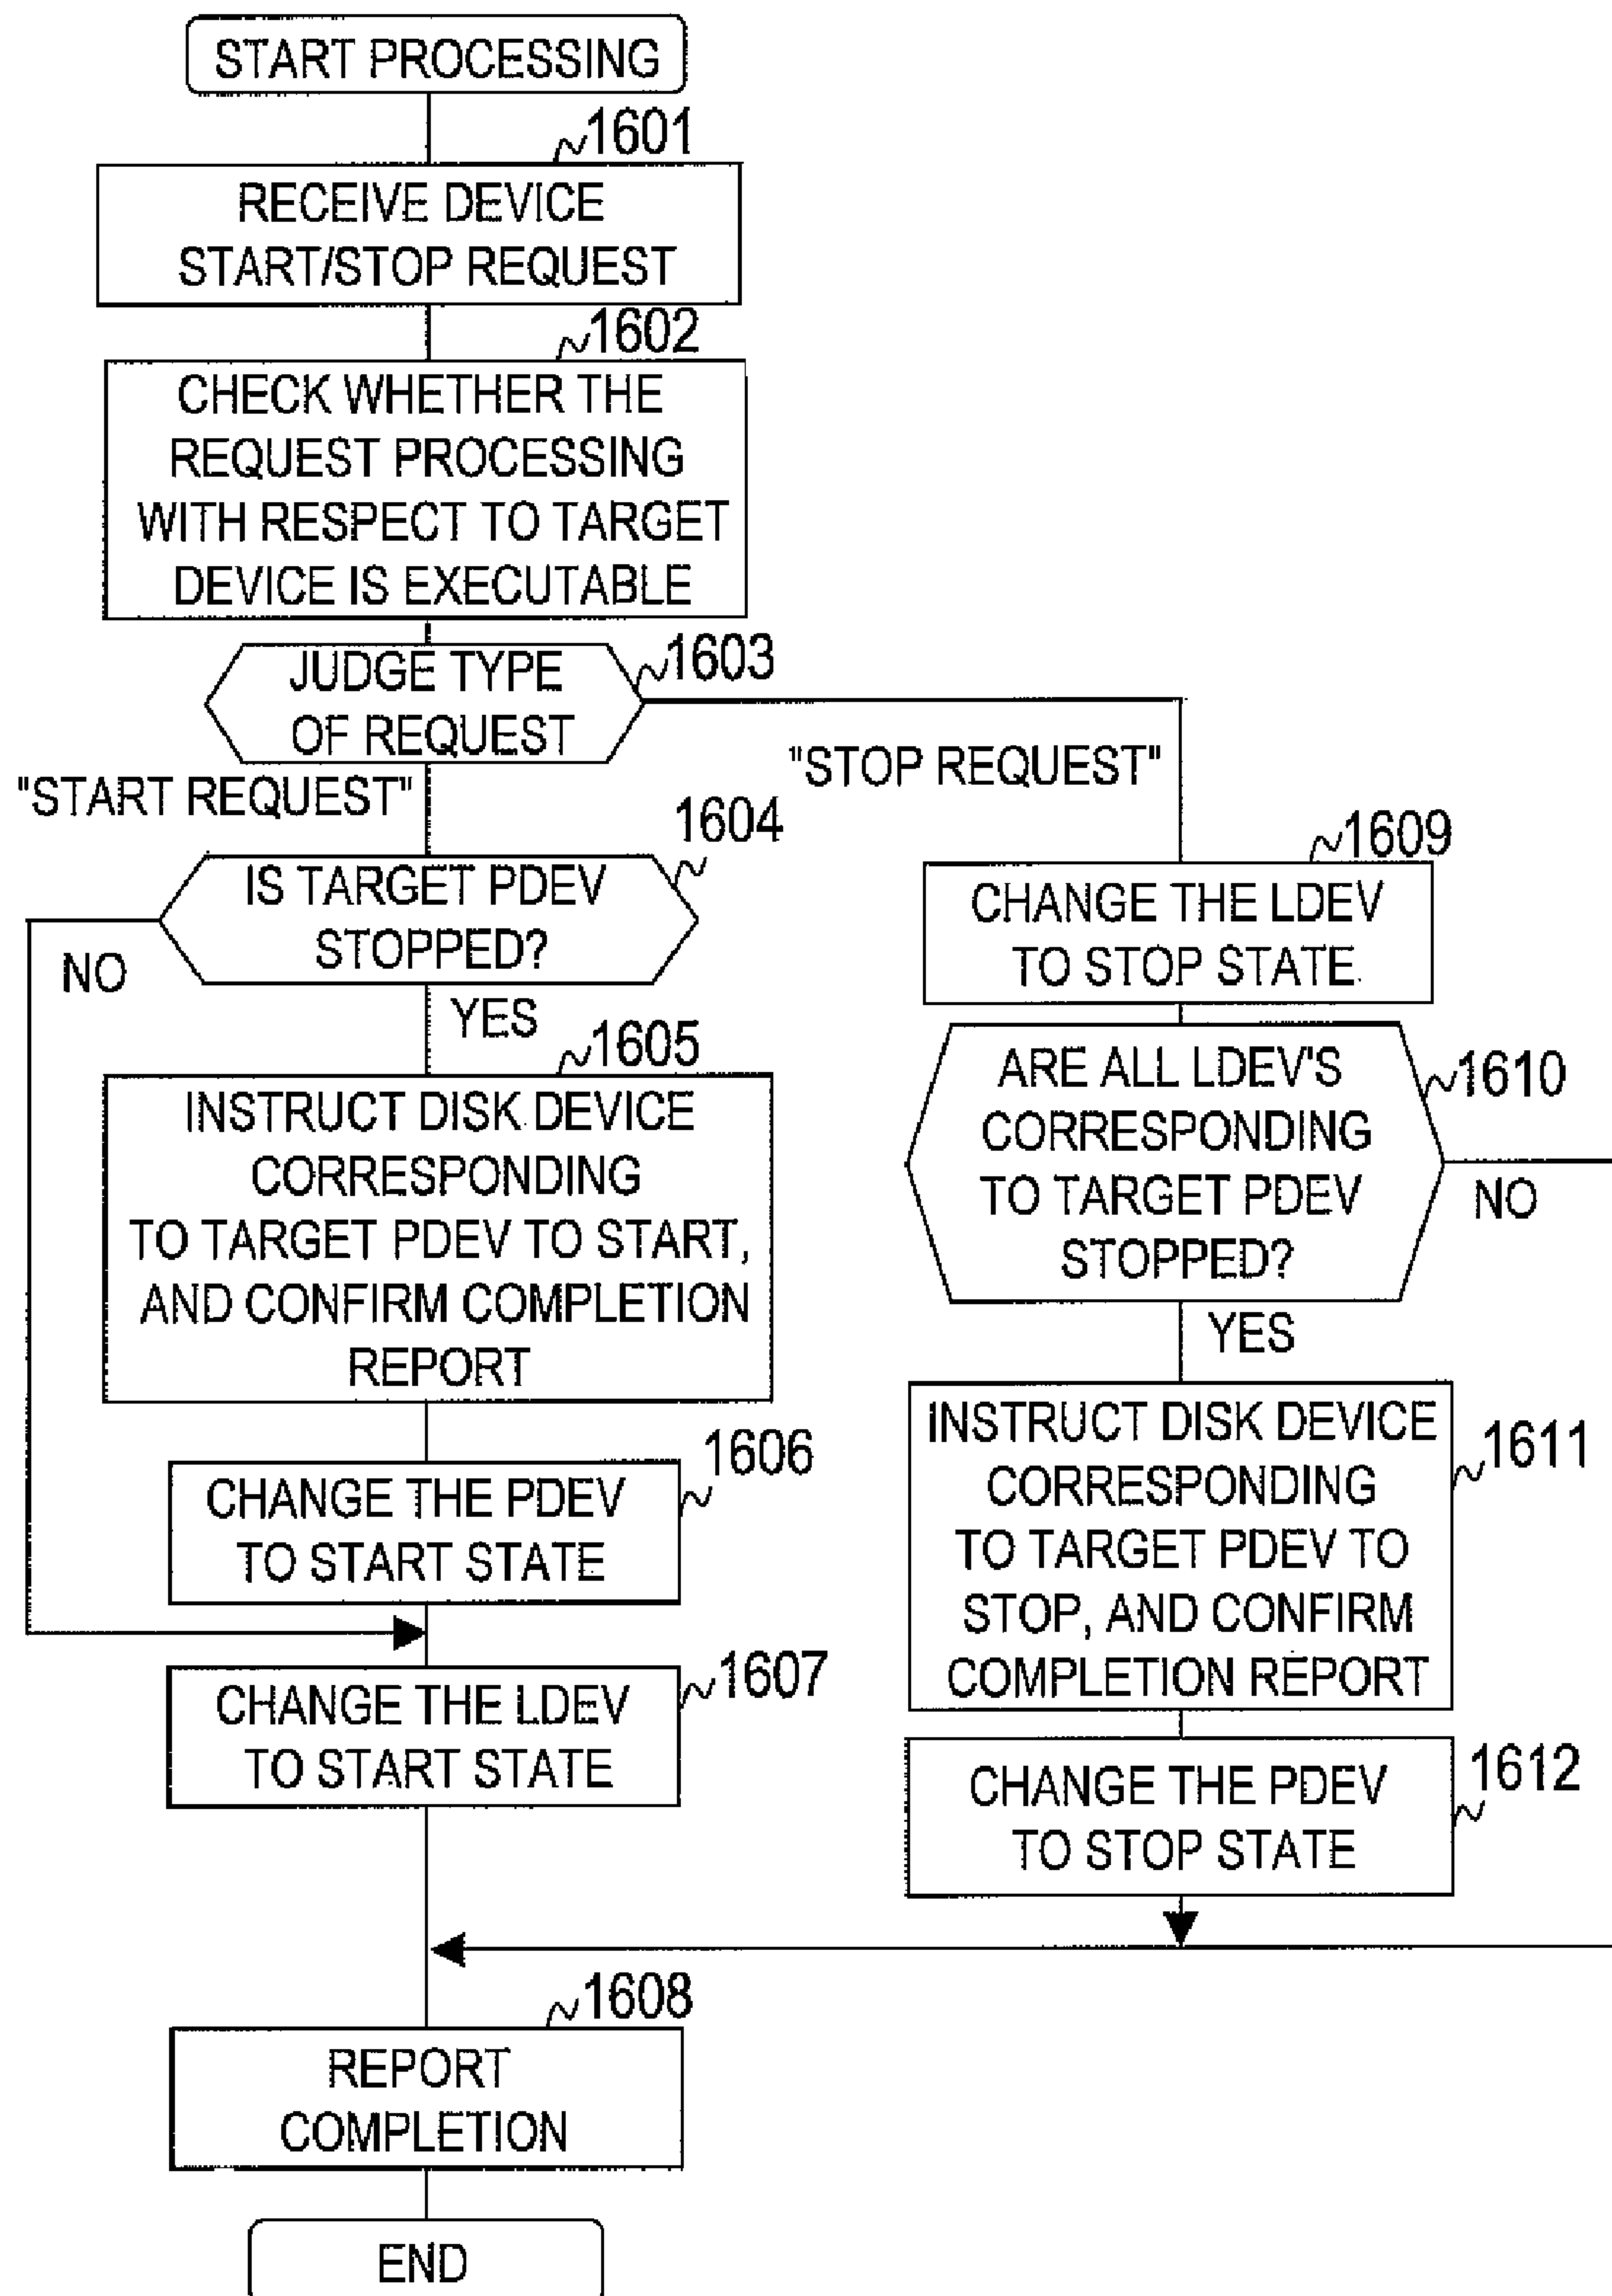 START PROCESSING
1601
RECEIVE DEVICE
START/STOP REQUEST
1602
CHECK WHETHER THE
REQUEST PROCESSING
WITH RESPECT TO TARGET
DEVICE IS EXECUTABLE
1603
JUDGE TYPE
OF REQUEST
"START REQUEST"
"STOP REQUEST"
1604
IS TARGET PDEV
STOPPED?
NO
YES
1605
INSTRUCT DISK DEVICE
CORRESPONDING
TO TARGET PDEV TO START,
AND CONFIRM COMPLETION
REPORT
1606
CHANGE THE PDEV
TO START STATE
1607
CHANGE THE LDEV
TO START STATE
1609
CHANGE THE LDEV
TO STOP STATE
1610
ARE ALL LDEV'S
CORRESPONDING
TO TARGET PDEV
STOPPED?
NO
YES
1611
INSTRUCT DISK DEVICE
CORRESPONDING
TO TARGET PDEV TO
STOP, AND CONFIRM
COMPLETION REPORT
1612
CHANGE THE PDEV
TO STOP STATE
1608
REPORT
COMPLETION
END